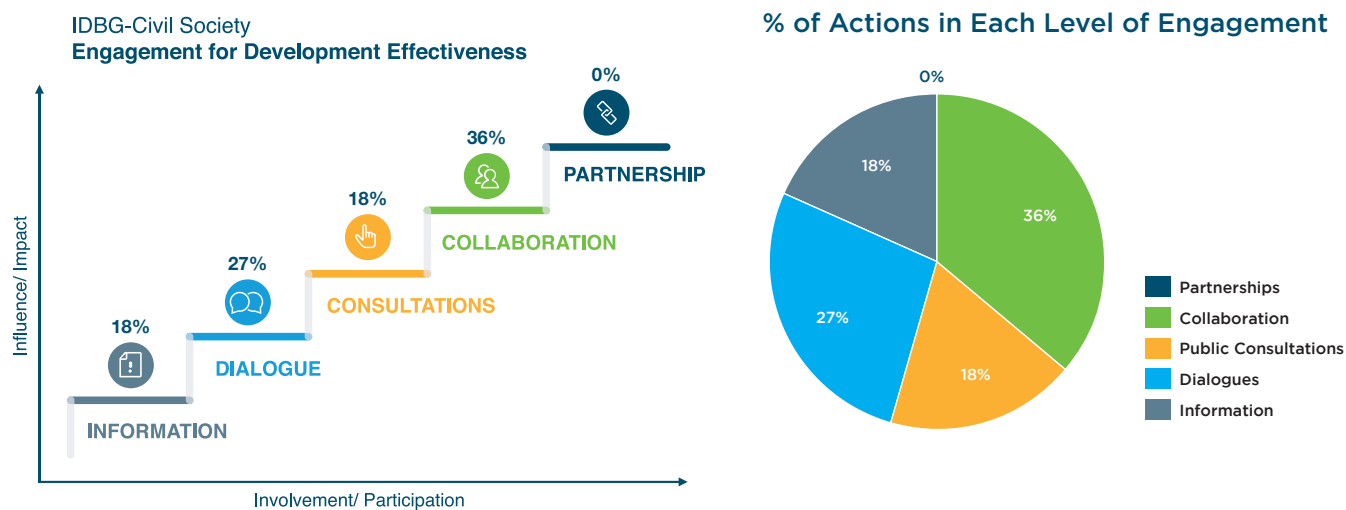 IDBG-Civil Society
Engagement for Development Effectiveness
0%
36%
18%
27%
18%
PARTNERSHIP
COLLABORATION
CONSULTATIONS
DIALOGUE
INFORMATION
Influence/ Impact
Involvement/ Participation
% of Actions in Each Level of Engagement
0%
18%
36%
27%
18%
Partnerships
Collaboration
Public Consultations
Dialogues
Information